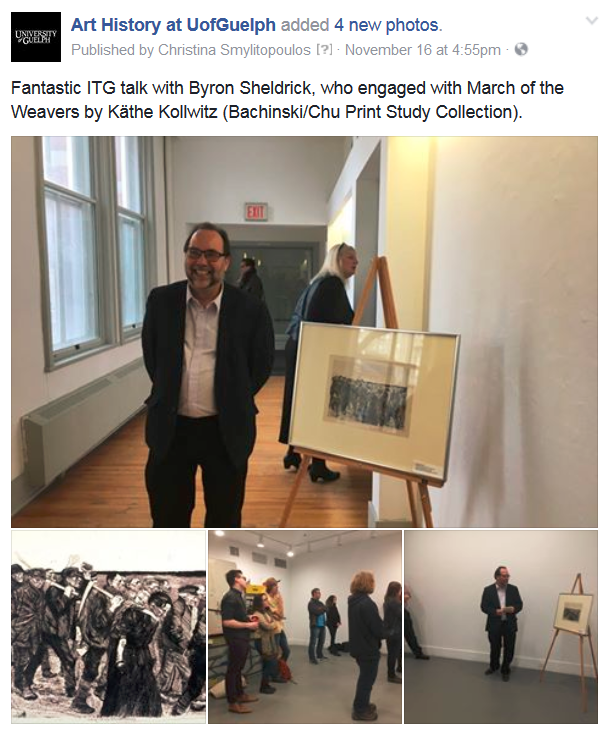 UNIVERSITY
of GUELPH
Art History at UofGuelph added 4 new photos.
Published by Christina Smylitopoulos [?] · November 16 at 4:55pm ·
Fantastic ITG talk with Byron Sheldrick, who engaged with March of the
Weavers by Käthe Kollwitz (Bachinski/Chu Print Study Collection).
EXIT